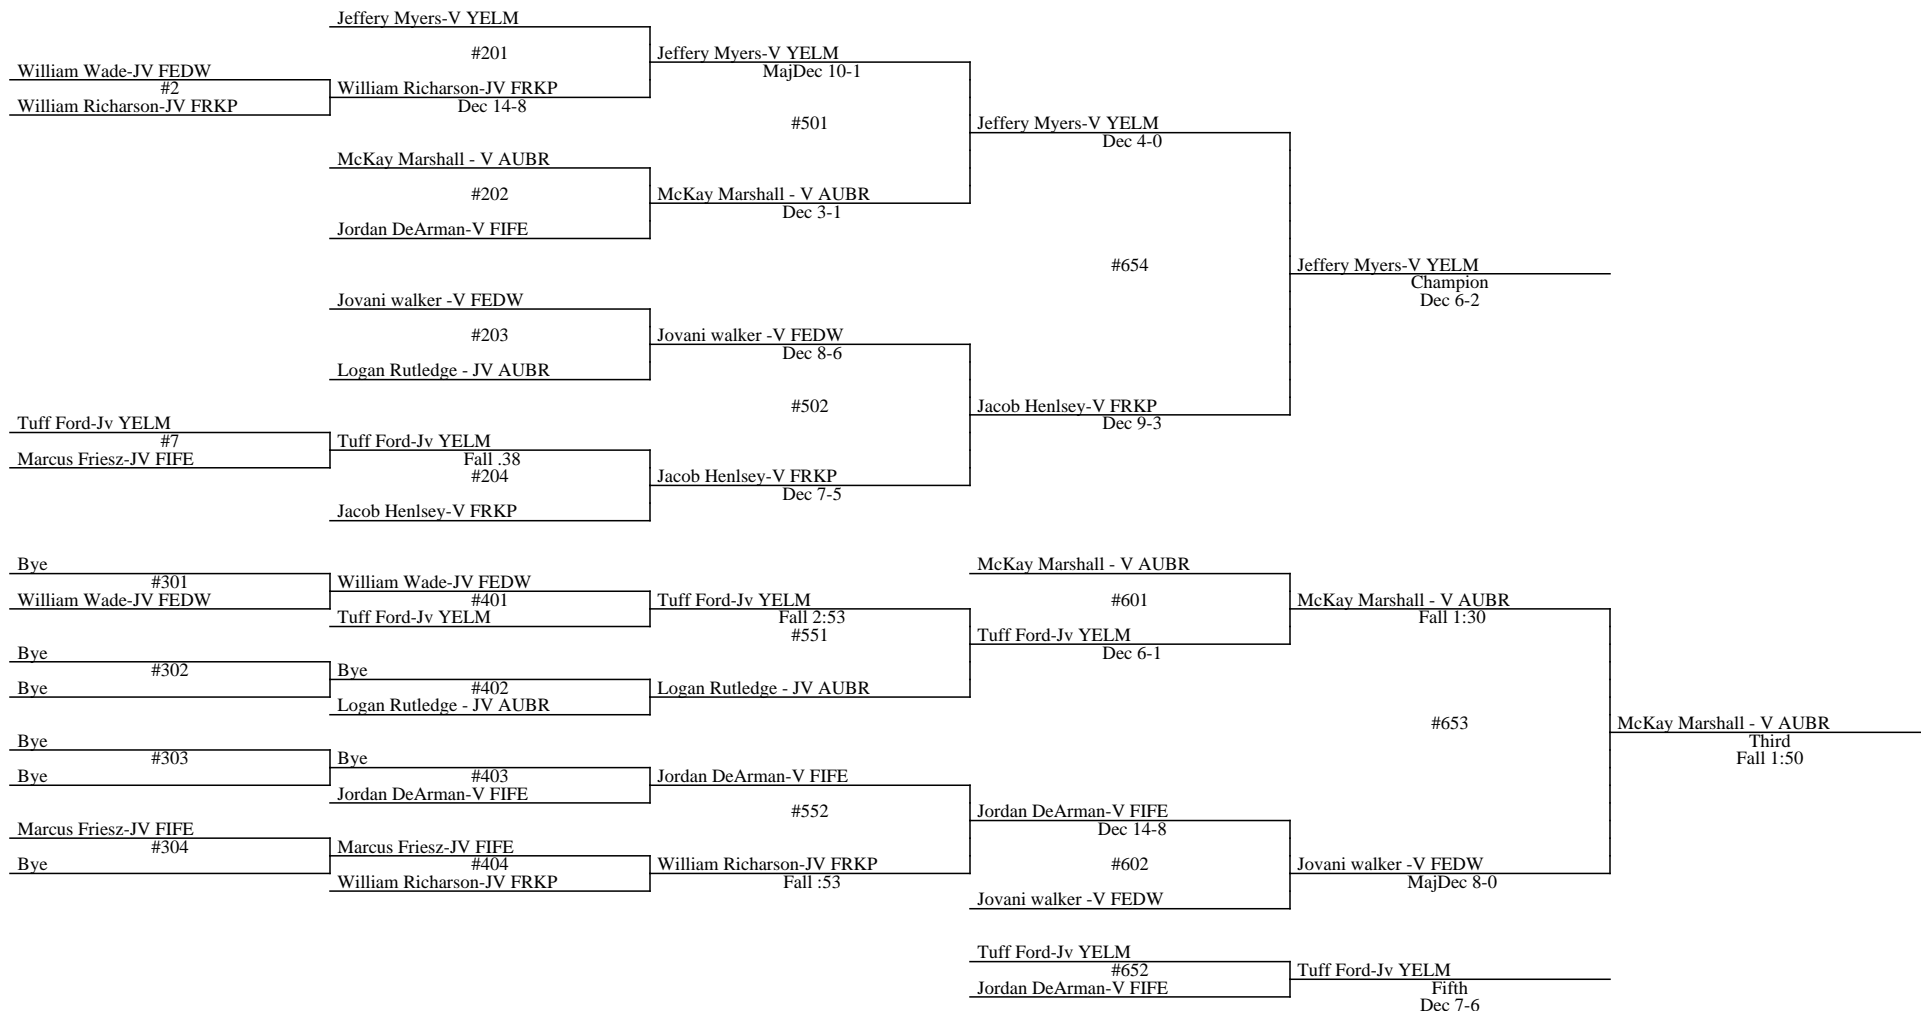 Jeffery Myers-V YELM
#201
William Wade-JV FEDW
#2
William Richarson-JV FRKP
William Richarson-JV FRKP
Dec 14-8
Jeffery Myers-V YELM
MajDec 10-1
#501
McKay Marshall - V AUBR
#202
Jordan DeArman-V FIFE
McKay Marshall - V AUBR
Dec 3-1
Jeffery Myers-V YELM
Dec 4-0
#654
Jeffery Myers-V YELM
Champion
Dec 6-2
Jovani walker -V FEDW
#203
Logan Rutledge - JV AUBR
Jovani walker -V FEDW
Dec 8-6
#502
Jacob Henlsey-V FRKP
Dec 9-3
Tuff Ford-Jv YELM
#7
Marcus Friesz-JV FIFE
Tuff Ford-Jv YELM
Fall .38
#204
Jacob Henlsey-V FRKP
Jacob Henlsey-V FRKP
Dec 7-5
Bye
#301
William Wade-JV FEDW
William Wade-JV FEDW
#401
Tuff Ford-Jv YELM
Tuff Ford-Jv YELM
Fall 2:53
#551
Bye
#302
Bye
Bye
#402
Logan Rutledge - JV AUBR
Logan Rutledge - JV AUBR
McKay Marshall - V AUBR
#601
Tuff Ford-Jv YELM
Dec 6-1
McKay Marshall - V AUBR
Fall 1:30
#653
McKay Marshall - V AUBR
Third
Fall 1:50
Bye
#303
Bye
Bye
#403
Jordan DeArman-V FIFE
Jordan DeArman-V FIFE
#552
Marcus Friesz-JV FIFE
#304
Bye
Marcus Friesz-JV FIFE
#404
William Richarson-JV FRKP
William Richarson-JV FRKP
Fall :53
Jordan DeArman-V FIFE
Dec 14-8
#602
Jovani walker -V FEDW
Jovani walker -V FEDW
MajDec 8-0
Tuff Ford-Jv YELM
#652
Jordan DeArman-V FIFE
Tuff Ford-Jv YELM
Fifth
Dec 7-6